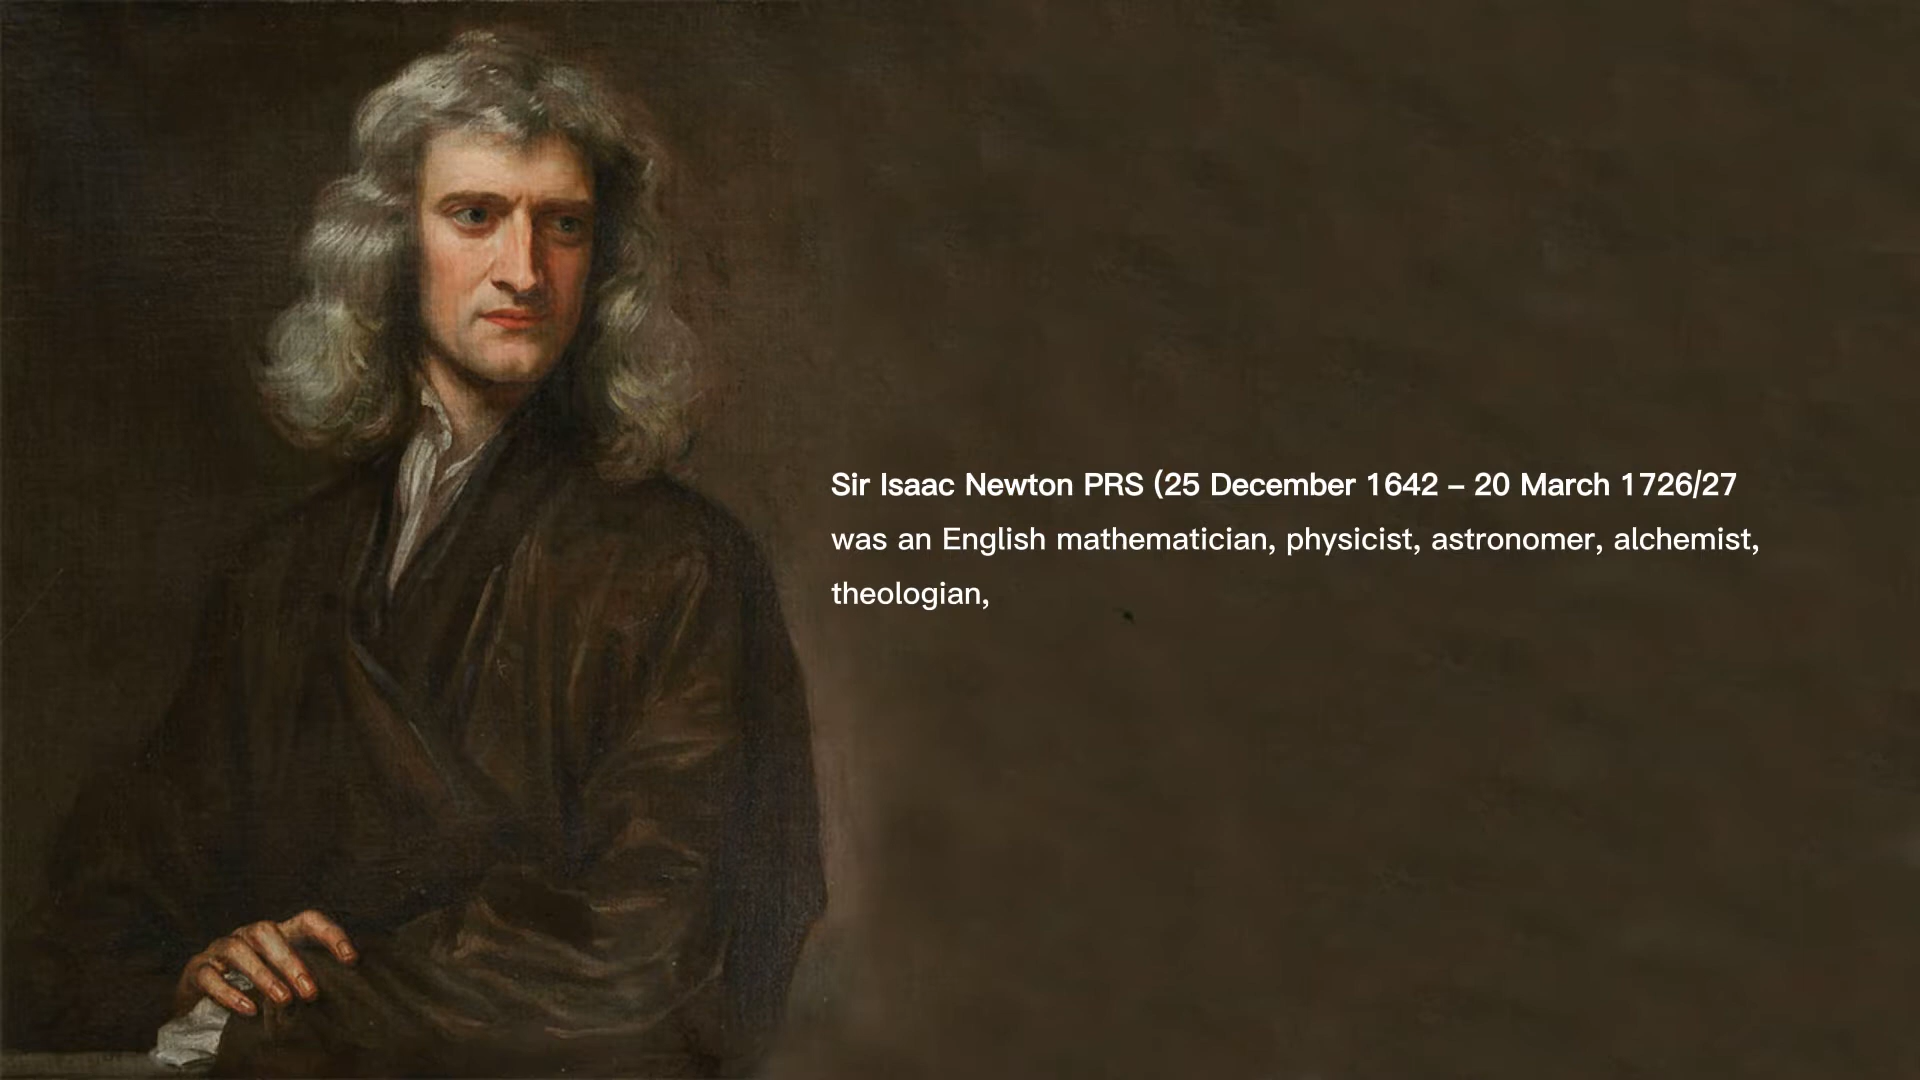 Sir Isaac Newton PRS (25 December 1642 – 20 March 1726/27
was an English mathematician, physicist, astronomer, alchemist,
theologian,